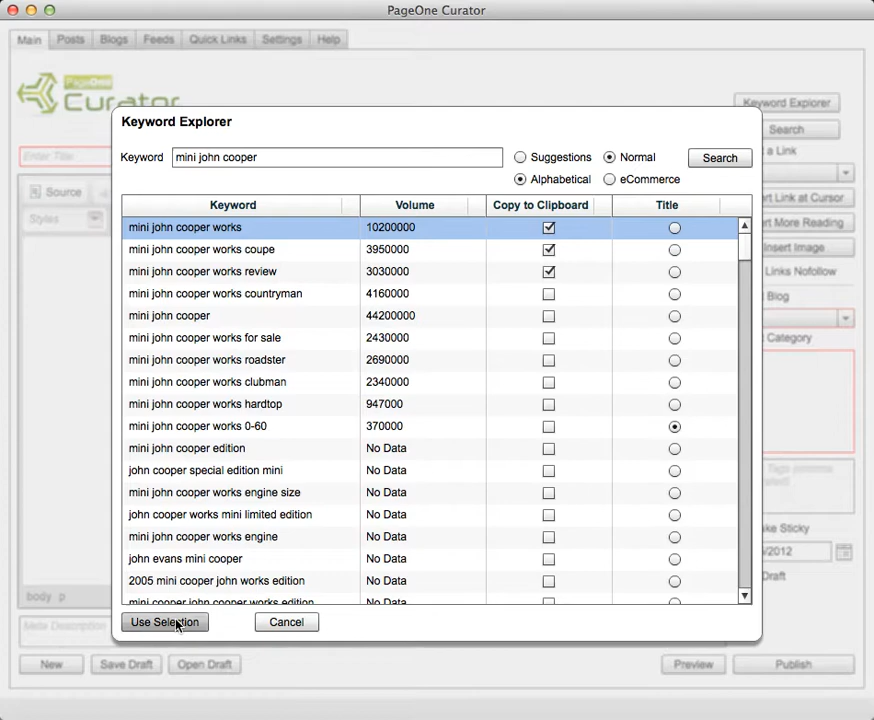 PageOne Curator
Main Posts Blogs Feeds Quick Links Settings Help
PageOne
Curator
Keyword Explorer
Search
a Link
Enter Title
Source
rt Link at Cursor
Styles
rt More Reading
nsert Image
Links Nofollow
Blog
Category
Tags (comma
ke Sticky
/2012
Draft
body p
Meta Description
New Save Draft Open Draft Preview Publish
Keyword Explorer
Keyword mini john cooper Suggestions Normal Search
Alphabetical eCommerce
Keyword Volume Copy to Clipboard Title
mini john cooper works 10200000
mini john cooper works coupe 3950000
mini john cooper works review 3030000
mini john cooper works countryman 4160000
mini john cooper 44200000
mini john cooper works for sale 2430000
mini john cooper works roadster 2690000
mini john cooper works clubman 2340000
mini john cooper works hardtop 947000
mini john cooper works 0-60 370000
mini john cooper edition No Data
john cooper special edition mini No Data
mini john cooper works engine size No Data
john cooper works mini limited edition No Data
mini john cooper works engine No Data
john evans mini cooper No Data
2005 mini cooper john works edition No Data
mini cooper john cooper works edition No Data
Use Selection Cancel